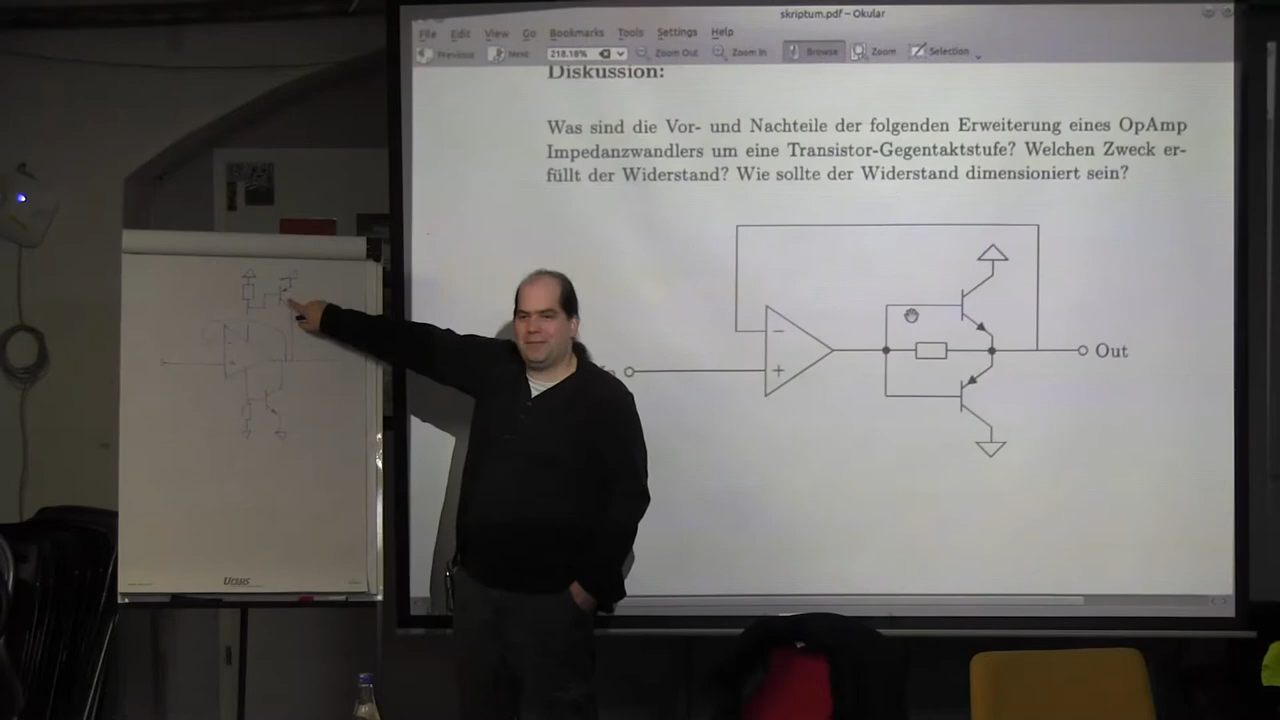 skriptum.pdf – Okular
File Edit View Go Bookmarks Tools Settings Help
Previous Next 218.18% Zoom Out Zoom In Browse Zoom Selection
Diskussion:
Was sind die Vor- und Nachteile der folgenden Erweiterung eines OpAmp
Impedanzwandlers um eine Transistor-Gegentaktstufe? Welchen Zweck er-
füllt der Widerstand? Wie sollte der Widerstand dimensioniert sein?
−
+
Out